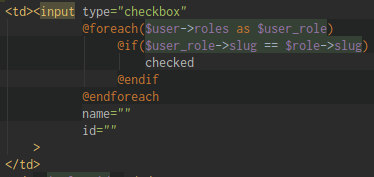 <td><input type="checkbox"
@foreach($user->roles as $user_role)
@if($user_role->slug == $role->slug)
checked
@endif
@endforeach
name=""
id=""
>
</td>